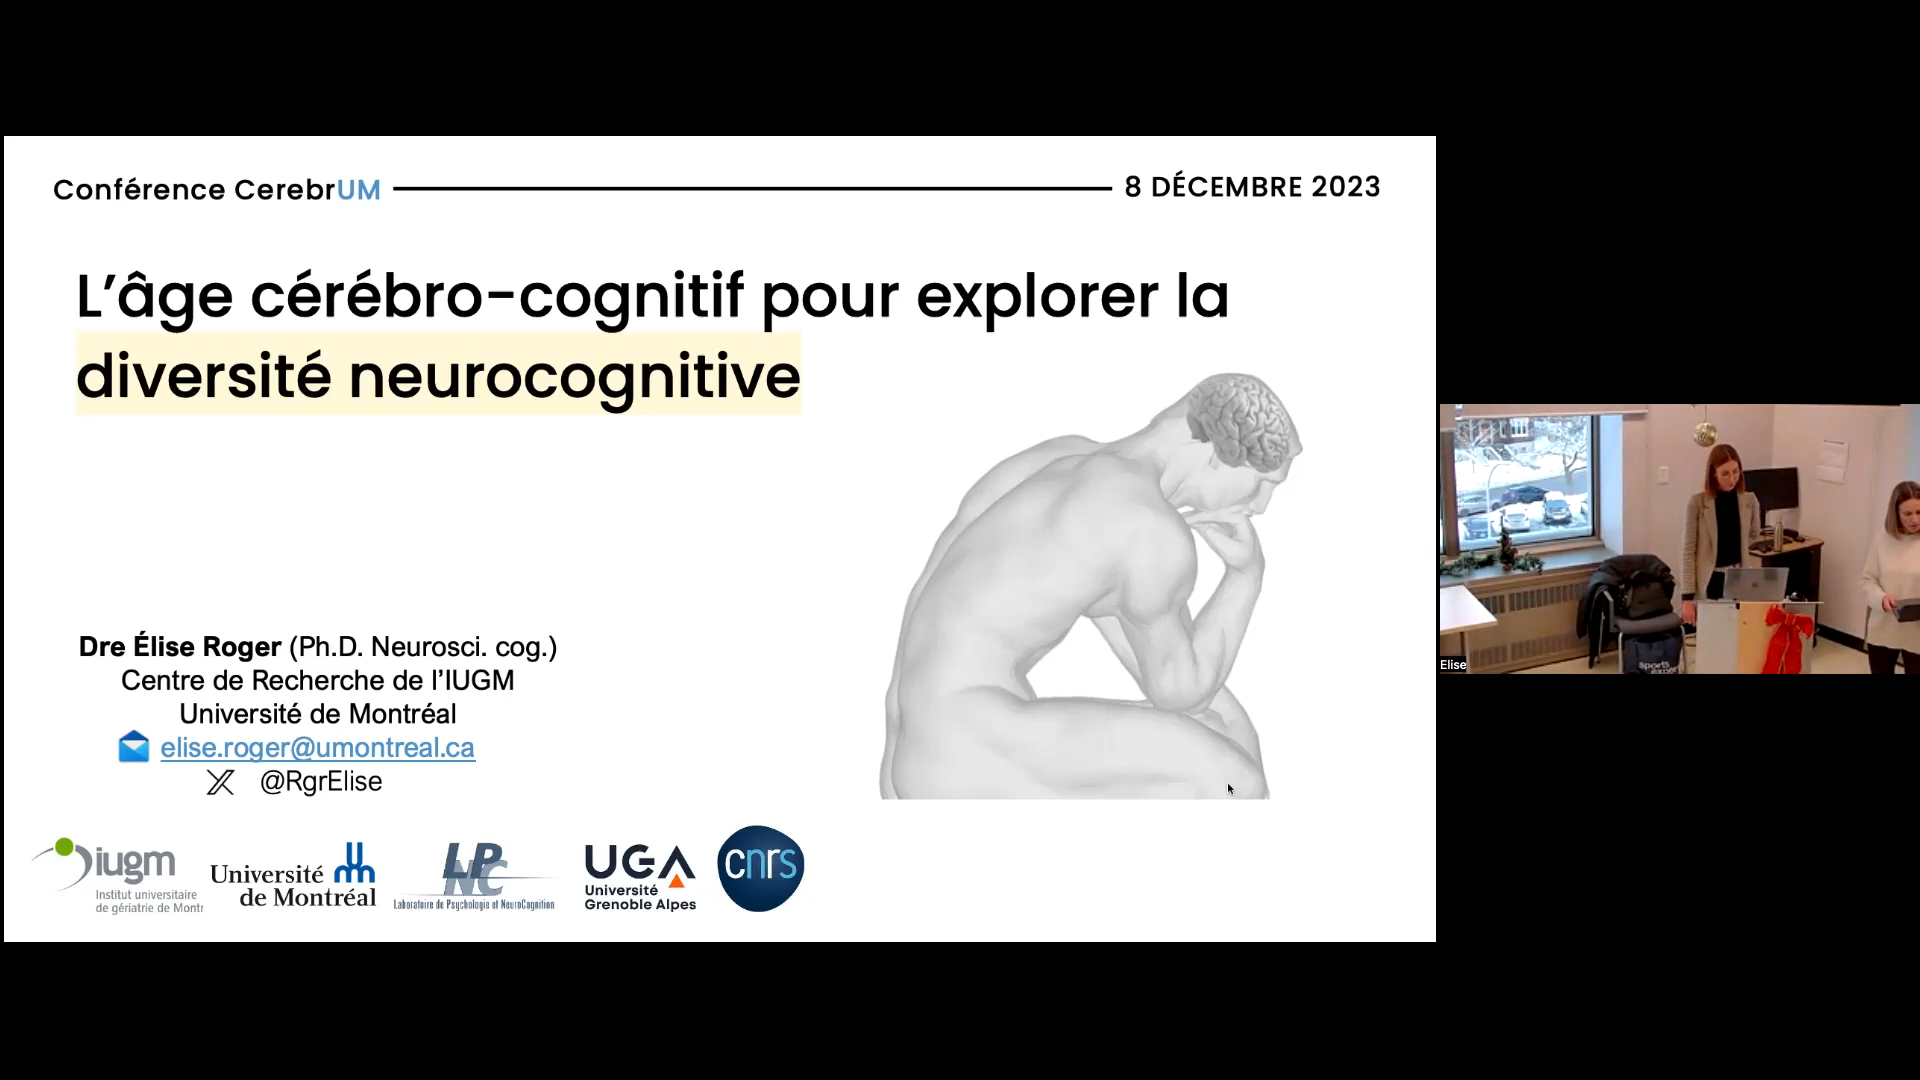 Conférence CerebrUM
8 DÉCEMBRE 2023
L'âge cérébro-cognitif pour explorer la
diversité neurocognitive
Dre Élise Roger (Ph.D. Neurosci. cog.)
Centre de Recherche de l'IUGM
Université de Montréal
elise.roger@umontreal.ca
@RgrElise
iugm
Institut universitaire
de gériatrie de Montr
Université
de Montréal
LPNC
Laboratoire de Psychologie et NeuroCognition
UGA
Université
Grenoble Alpes
cnrs
Elise
sports